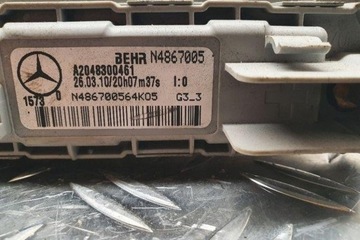 BEHR N4867005
A2048300461
26.03.10/20h07m37s I:0
1573 D
N486700564K05 G3_3